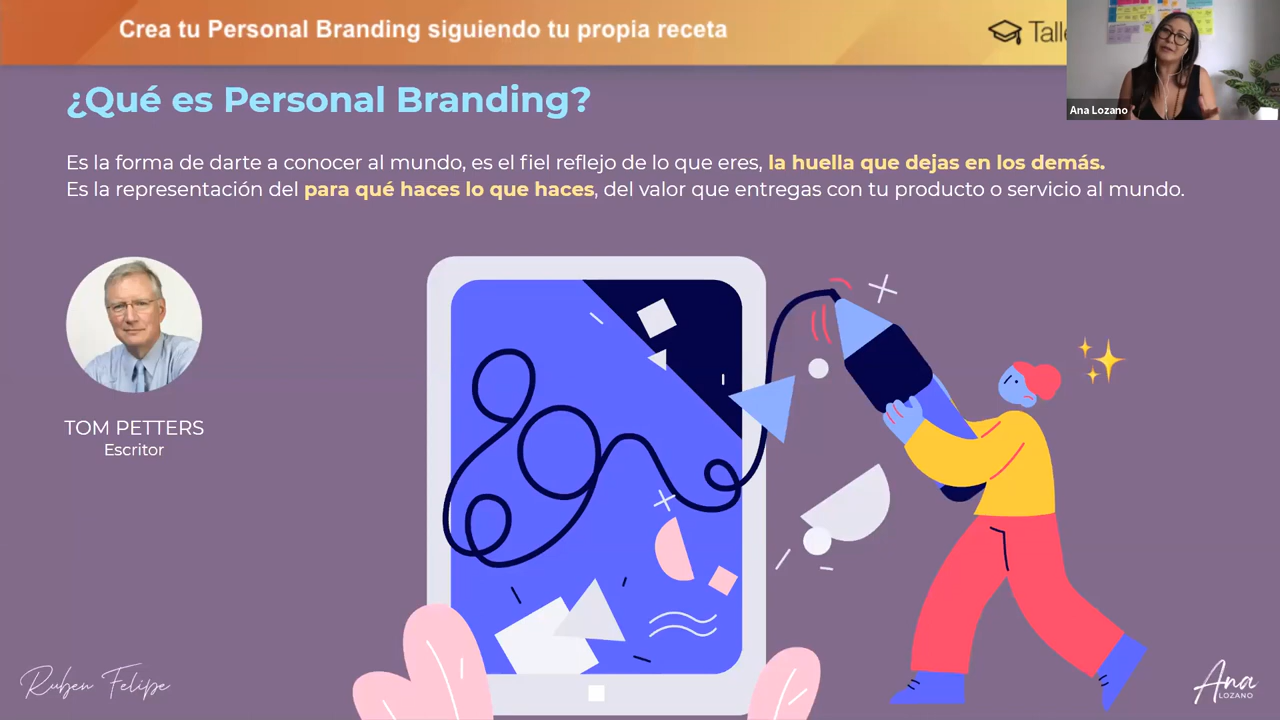 Crea tu Personal Branding siguiendo tu propia receta
Talle
Ana Lozano
¿Qué es Personal Branding?
Es la forma de darte a conocer al mundo, es el fiel reflejo de lo que eres, la huella que dejas en los demás.
Es la representación del para qué haces lo que haces, del valor que entregas con tu producto o servicio al mundo.
TOM PETTERS
Escritor
Ruben Felipe
Ana
LOZANO